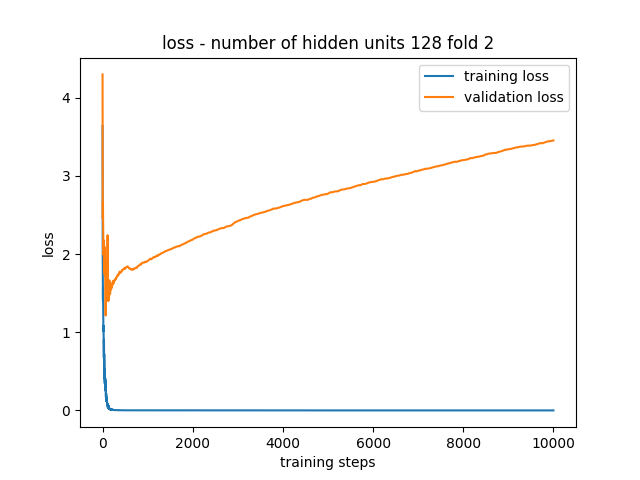 loss - number of hidden units 128 fold 2
training loss
validation loss
4
3
2
1
0
loss
0
2000
4000
6000
8000
10000
training steps